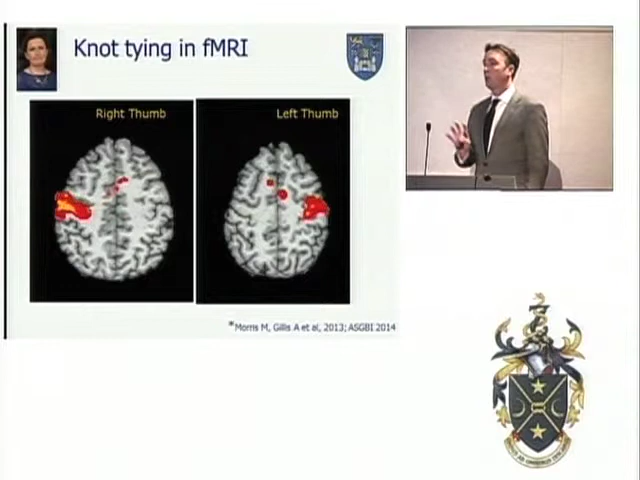 Knot tying in fMRI
Right Thumb
Left Thumb
*Morris M, Gillis A et al, 2013; ASGBI 2014